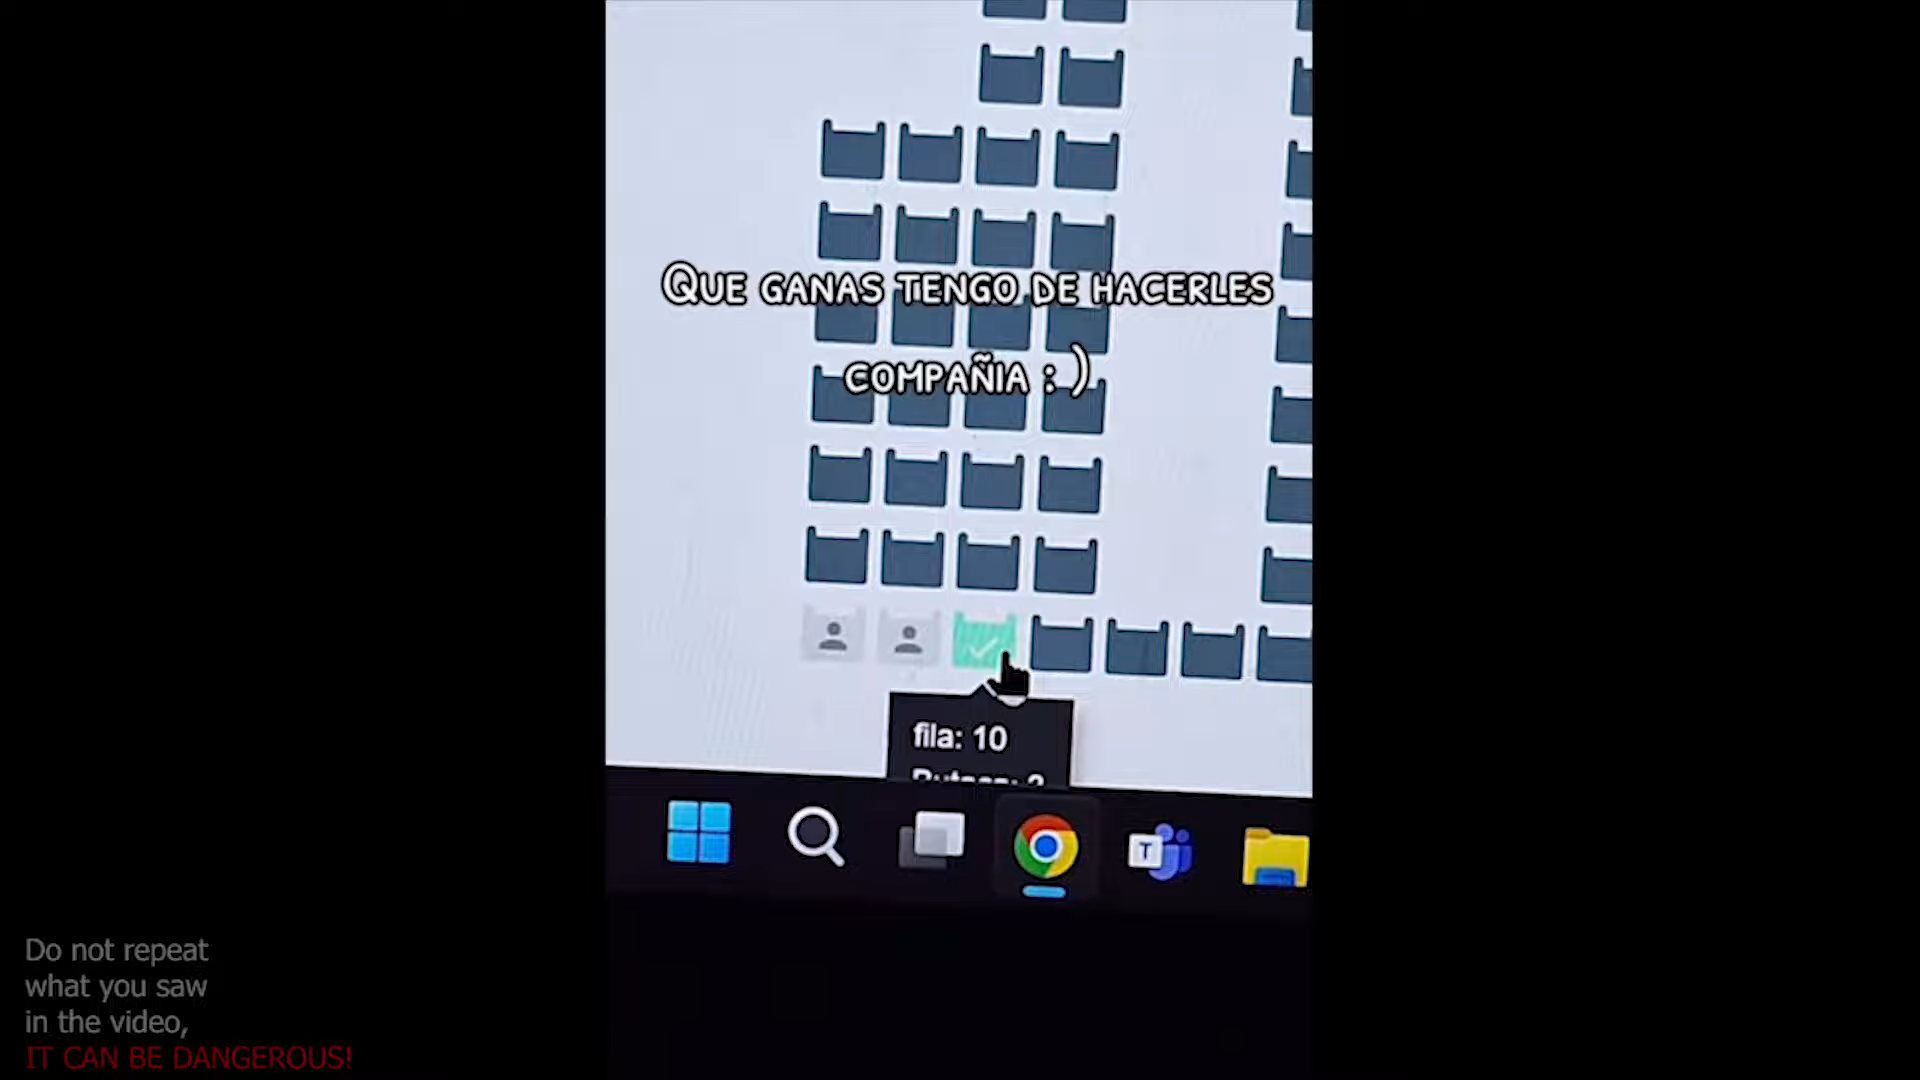 QUE GANAS TENGO DE HACERLES
COMPAÑIA : )
fila: 10
T
Do not repeat
what you saw
in the video,
IT CAN BE DANGEROUS!